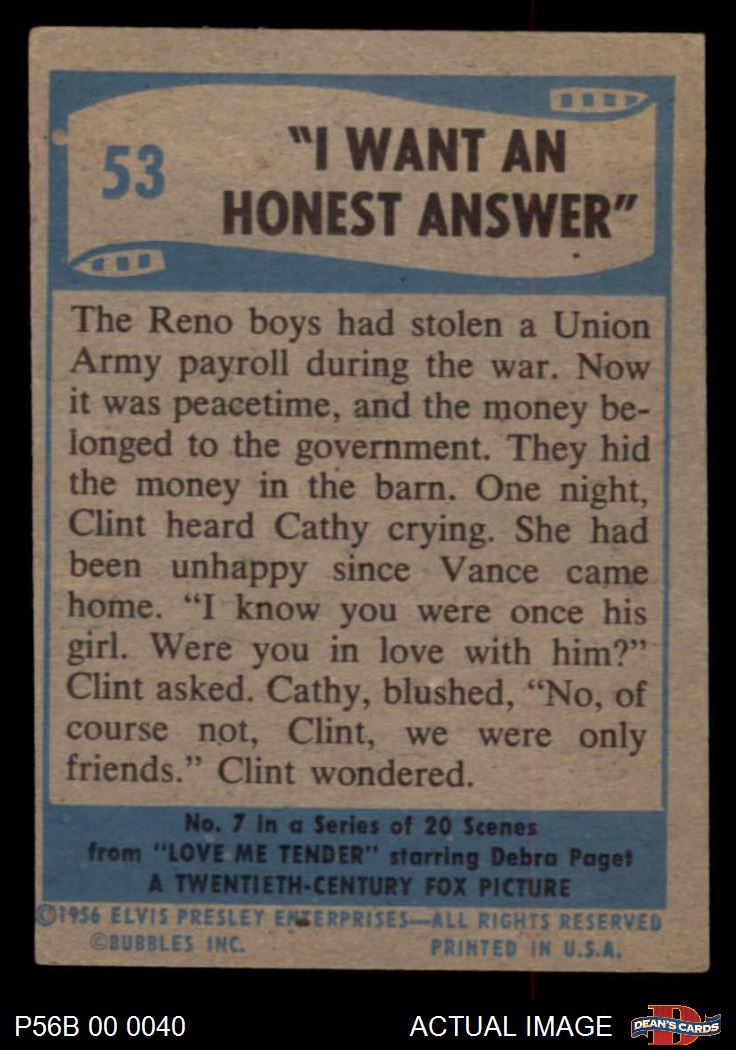 53
"I WANT AN
HONEST ANSWER"
The Reno boys had stolen a Union
Army payroll during the war. Now
it was peacetime, and the money be-
longed to the government. They hid
the money in the barn. One night,
Clint heard Cathy crying. She had
been unhappy since Vance came
home. "I know you were once his
girl. Were you in love with him?"
Clint asked. Cathy, blushed, "No, of
course not, Clint, we were only
friends." Clint wondered.
No. 7 in a Series of 20 Scenes
from "LOVE ME TENDER" starring Debra Paget
A TWENTIETH-CENTURY FOX PICTURE
©1956 ELVIS PRESLEY ENTERPRISES—ALL RIGHTS RESERVED
©BUBBLES INC. PRINTED IN U.S.A.
P56B 00 0040 ACTUAL IMAGE D DEAN'S CARDS